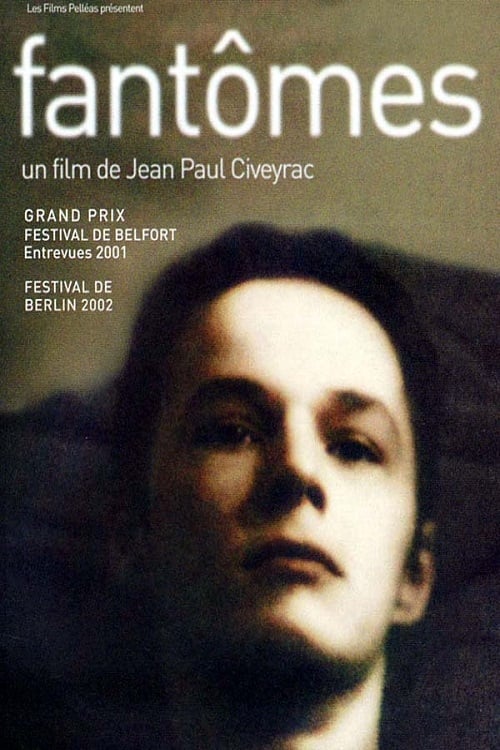 Les Films Pelléas présentent
fantômes
un film de Jean Paul Civeyrac
GRAND PRIX
FESTIVAL DE BELFORT
Entrevues 2001
FESTIVAL DE
BERLIN 2002